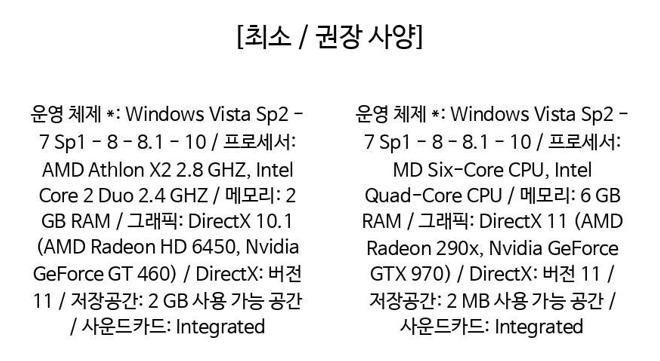 [최소 / 권장 사양]
운영 체제 *: Windows Vista Sp2 -
7 Sp1 - 8 - 8.1 - 10 / 프로세서:
AMD Athlon X2 2.8 GHZ, Intel
Core 2 Duo 2.4 GHZ / 메모리: 2
GB RAM / 그래픽: DirectX 10.1
(AMD Radeon HD 6450, Nvidia
GeForce GT 460) / DirectX: 버전
11 / 저장공간: 2 GB 사용 가능 공간
/ 사운드카드: Integrated
운영 체제 *: Windows Vista Sp2 -
7 Sp1 - 8 - 8.1 - 10 / 프로세서:
MD Six-Core CPU, Intel
Quad-Core CPU / 메모리: 6 GB
RAM / 그래픽: DirectX 11 (AMD
Radeon 290x, Nvidia GeForce
GTX 970) / DirectX: 버전 11 /
저장공간: 2 MB 사용 가능 공간 /
사운드카드: Integrated